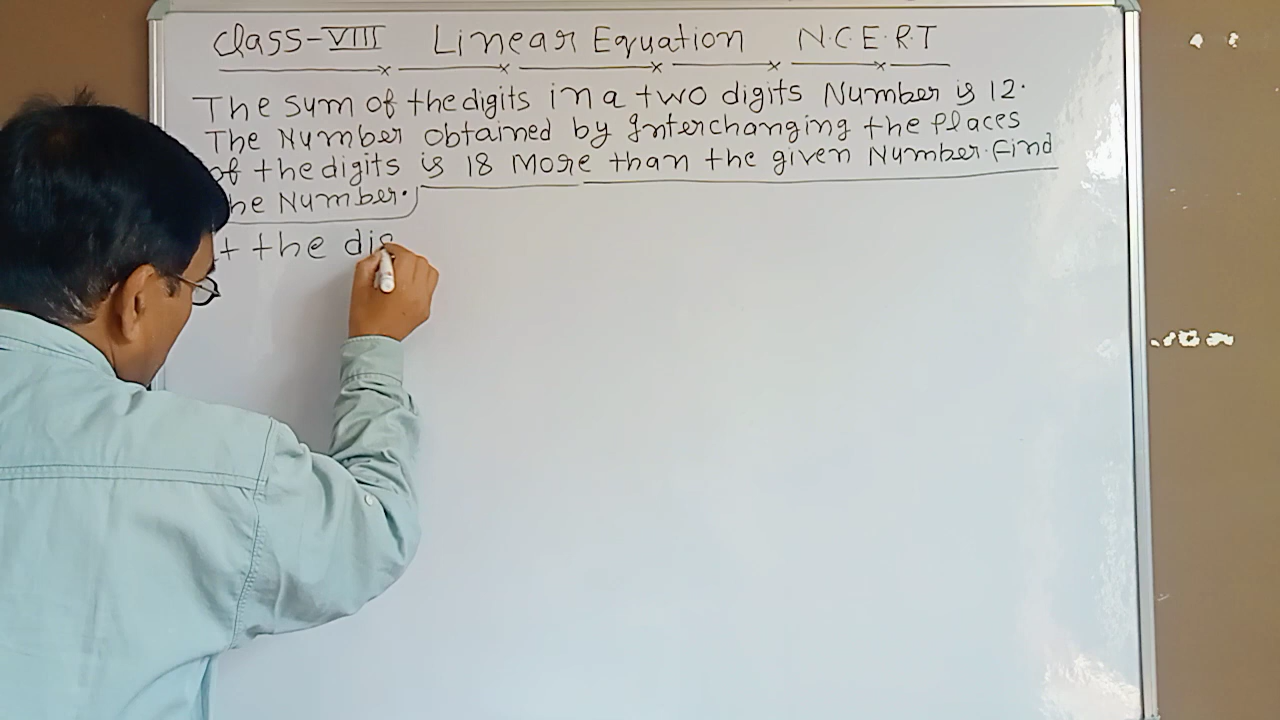 Class-VIII Linear Equation N.C.E.R.T
The sum of the digits in a two digits Number is 12.
The Number obtained by Interchanging the Places
of the digits is 18 More than the given Number. Find
the Number.
the dig